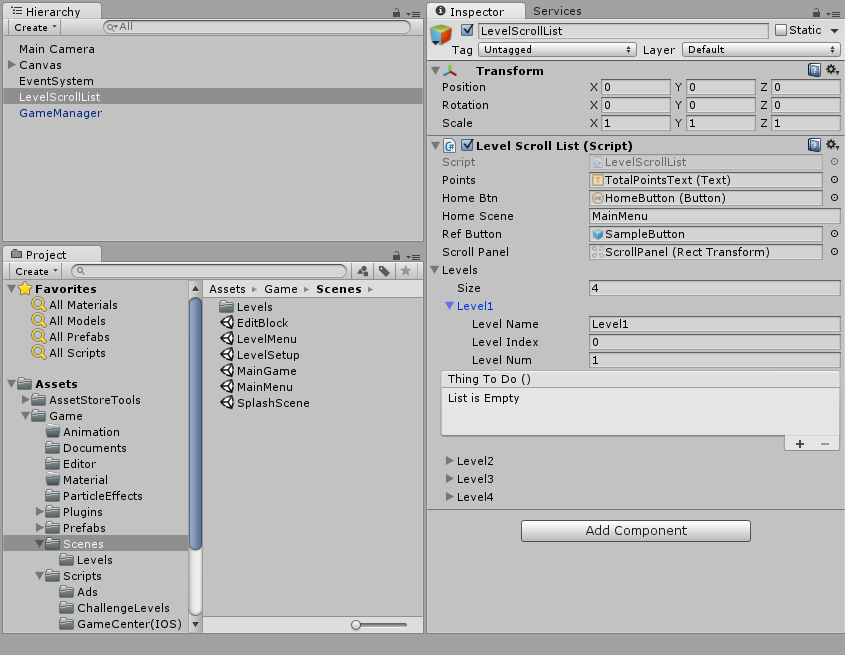 Hierarchy
Create
All
Main Camera
Canvas
EventSystem
LevelScrollList
GameManager
Project
Create
Favorites
All Materials
All Models
All Prefabs
All Scripts
Assets
AssetStoreTools
Game
Animation
Documents
Editor
Material
ParticleEffects
Plugins
Prefabs
Scenes
Levels
Scripts
Ads
ChallengeLevels
GameCenter(IOS)
Assets Game Scenes
Levels
EditBlock
LevelMenu
LevelSetup
MainGame
MainMenu
SplashScene
Inspector Services
LevelScrollList Static
Tag Untagged Layer Default
Transform
Position X 0 Y 0 Z 0
Rotation X 0 Y 0 Z 0
Scale X 1 Y 1 Z 1
Level Scroll List (Script)
Script LevelScrollList
Points TotalPointsText (Text)
Home Btn HomeButton (Button)
Home Scene MainMenu
Ref Button SampleButton
Scroll Panel ScrollPanel (Rect Transform)
Levels
Size 4
Level1
Level Name Level1
Level Index 0
Level Num 1
Thing To Do ()
List is Empty
+ −
Level2
Level3
Level4
Add Component